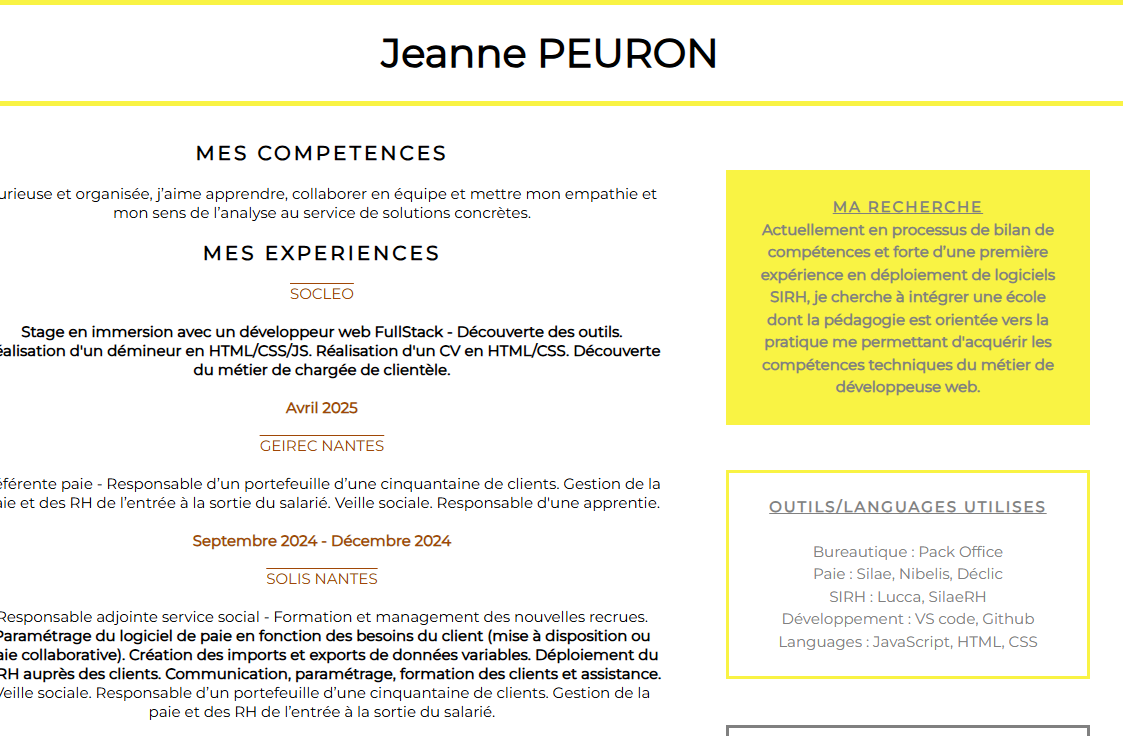 Jeanne PEURON
MES COMPETENCES
urieuse et organisée, j'aime apprendre, collaborer en équipe et mettre mon empathie et
mon sens de l'analyse au service de solutions concrètes.
MES EXPERIENCES
SOCLEO
Stage en immersion avec un développeur web FullStack - Découverte des outils.
éalisation d'un démineur en HTML/CSS/JS. Réalisation d'un CV en HTML/CSS. Découverte
du métier de chargée de clientèle.
Avril 2025
GEIREC NANTES
éférente paie - Responsable d'un portefeuille d'une cinquantaine de clients. Gestion de la
aie et des RH de l'entrée à la sortie du salarié. Veille sociale. Responsable d'une apprentie.
Septembre 2024 - Décembre 2024
SOLIS NANTES
Responsable adjointe service social - Formation et management des nouvelles recrues.
Paramétrage du logiciel de paie en fonction des besoins du client (mise à disposition ou
aie collaborative). Création des imports et exports de données variables. Déploiement du
RH auprès des clients. Communication, paramétrage, formation des clients et assistance.
Veille sociale. Responsable d'un portefeuille d'une cinquantaine de clients. Gestion de la
paie et des RH de l'entrée à la sortie du salarié.
MA RECHERCHE
Actuellement en processus de bilan de
compétences et forte d'une première
expérience en déploiement de logiciels
SIRH, je cherche à intégrer une école
dont la pédagogie est orientée vers la
pratique me permettant d'acquérir les
compétences techniques du métier de
développeuse web.
OUTILS/LANGUAGES UTILISES
Bureautique : Pack Office
Paie : Silae, Nibelis, Déclic
SIRH : Lucca, SilaeRH
Développement : VS code, Github
Languages : JavaScript, HTML, CSS